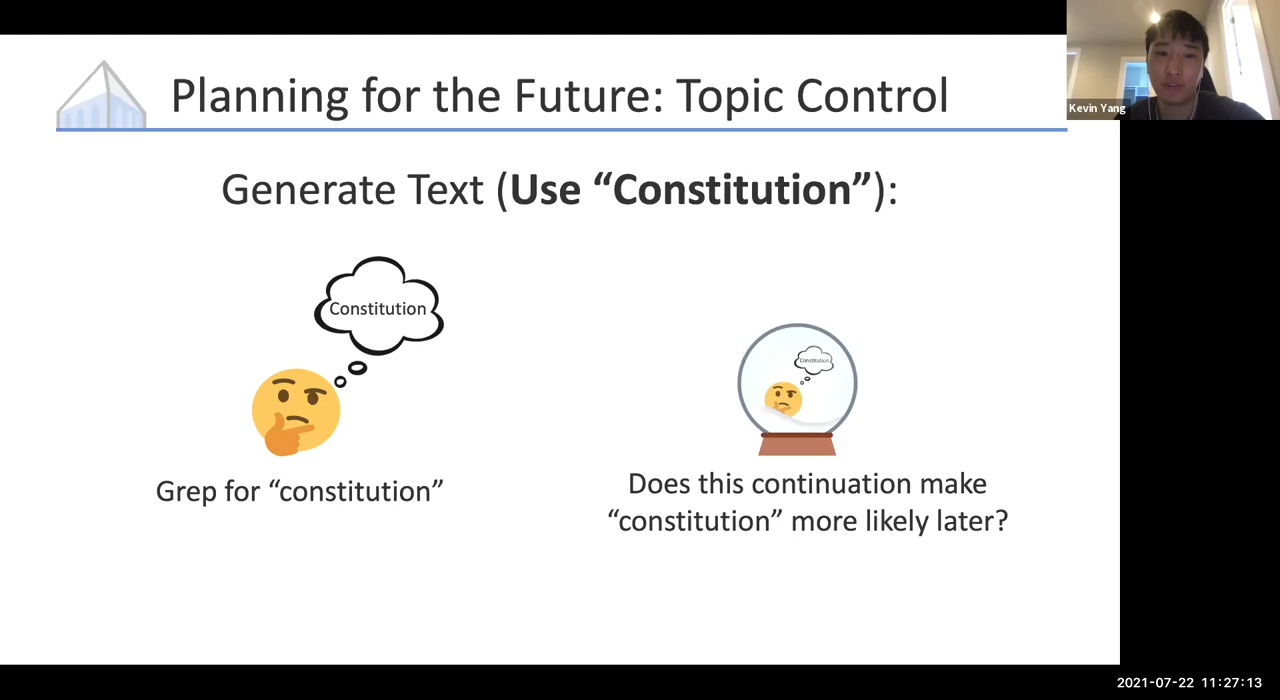 Planning for the Future: Topic Control
Kevin Yang
Generate Text (Use “Constitution”):
Constitution
Constitution
Grep for “constitution”
Does this continuation make
“constitution” more likely later?
2021-07-22 11:27:13